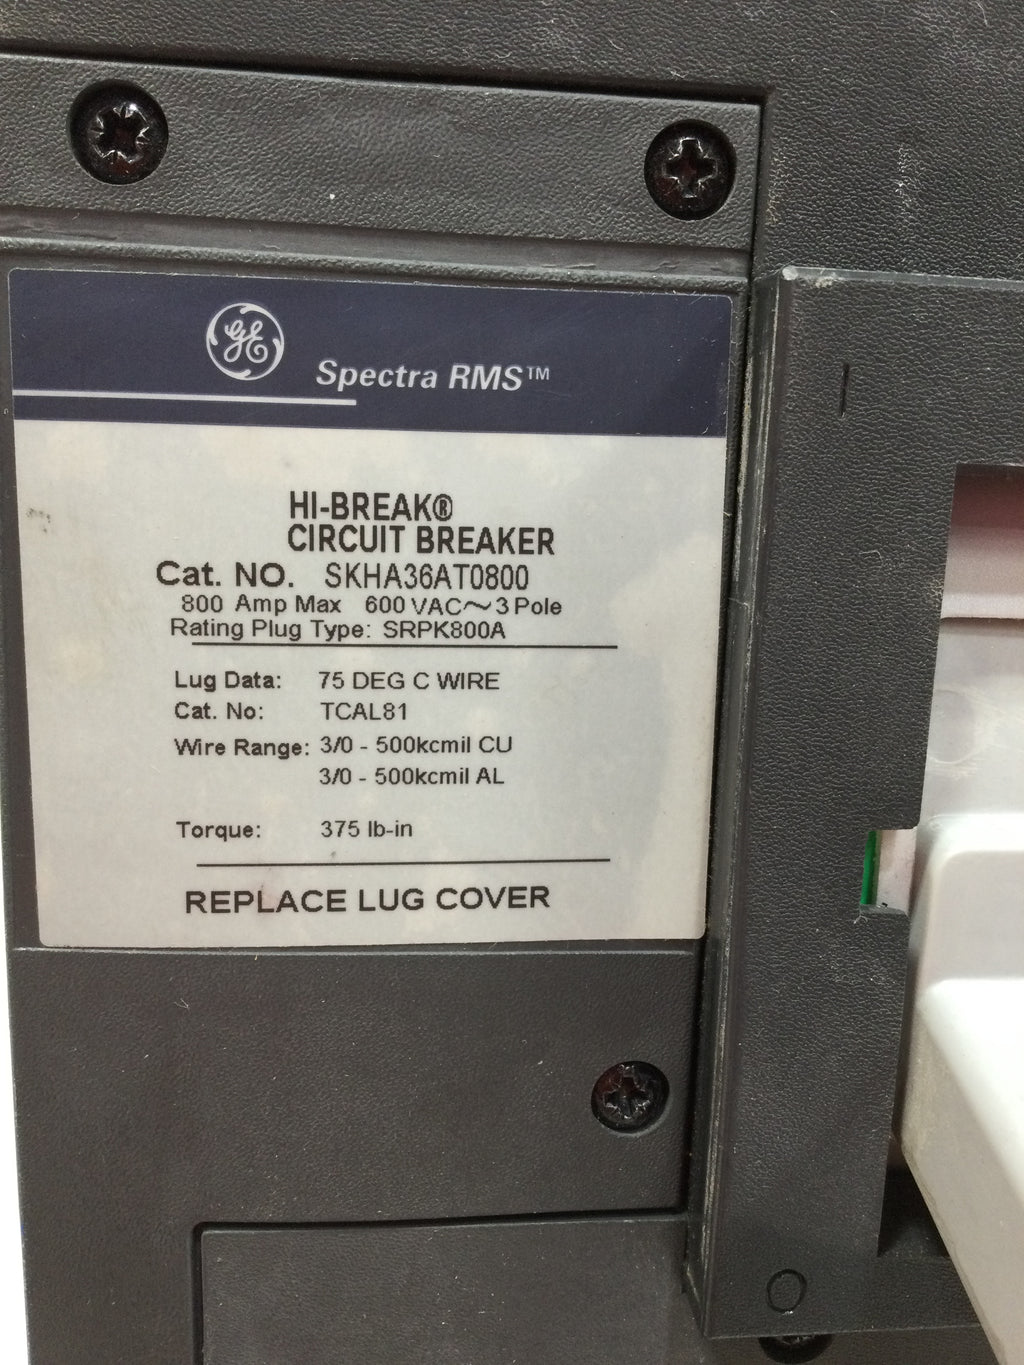 GE
Spectra RMS™
HI-BREAK®
CIRCUIT BREAKER
Cat. NO. SKHA36AT0800
800 Amp Max 600 VAC~ 3 Pole
Rating Plug Type: SRPK800A
Lug Data: 75 DEG C WIRE
Cat. No: TCAL81
Wire Range: 3/0 - 500kcmil CU
3/0 - 500kcmil AL
Torque: 375 lb-in
REPLACE LUG COVER
I
O